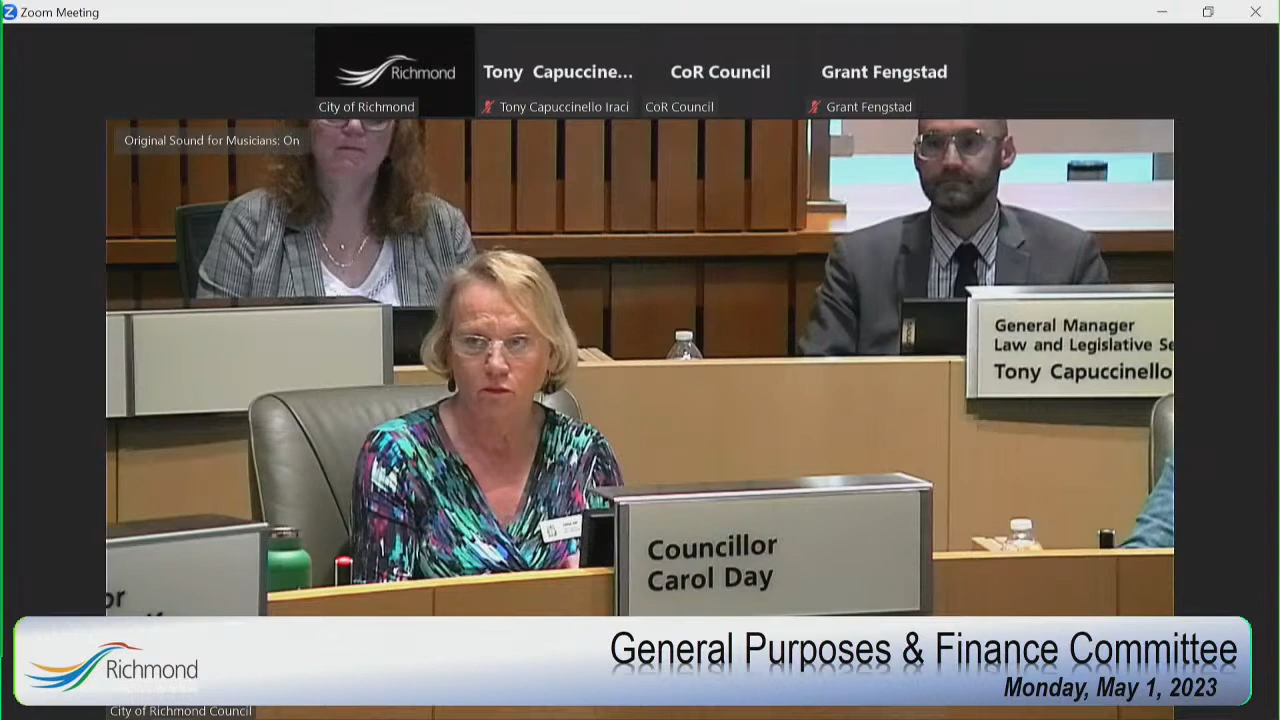 Zoom Meeting
Richmond
Tony Capuccine...
CoR Council
Grant Fengstad
City of Richmond
Tony Capuccinello Iraci
CoR Council
Grant Fengstad
Original Sound for Musicians: On
General Manager
Law and Legislative Se
Tony Capuccinello
Councillor
Carol Day
or
Richmond
General Purposes & Finance Committee
Monday, May 1, 2023
City of Richmond Council